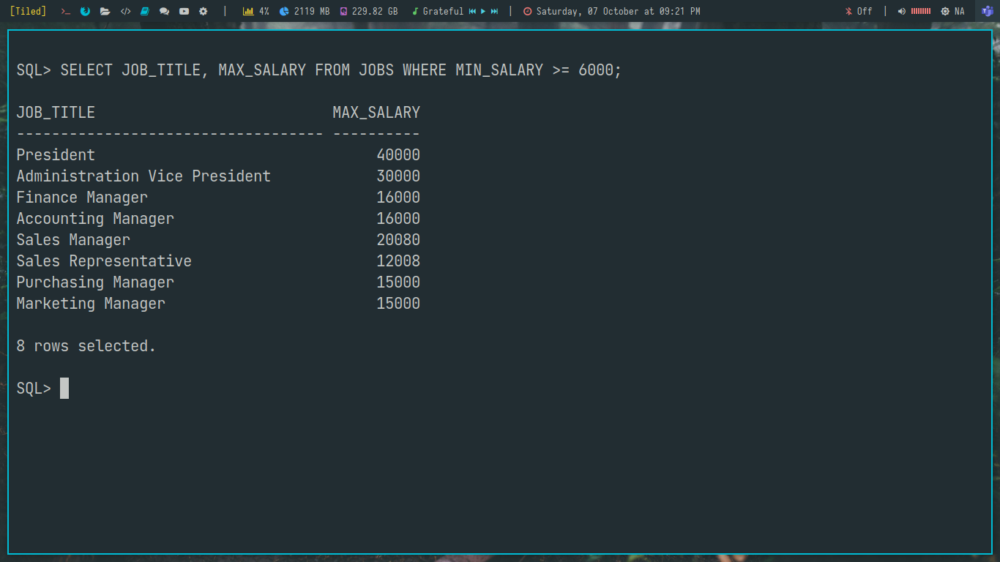 [Tiled] >_ </> | 4% 2119 MB 229.82 GB Grateful | Saturday, 07 October at 09:21 PM Off | NA
SQL> SELECT JOB_TITLE, MAX_SALARY FROM JOBS WHERE MIN_SALARY >= 6000;
JOB_TITLE MAX_SALARY
----------------------------------- ----------
President 40000
Administration Vice President 30000
Finance Manager 16000
Accounting Manager 16000
Sales Manager 20080
Sales Representative 12008
Purchasing Manager 15000
Marketing Manager 15000
8 rows selected.
SQL>